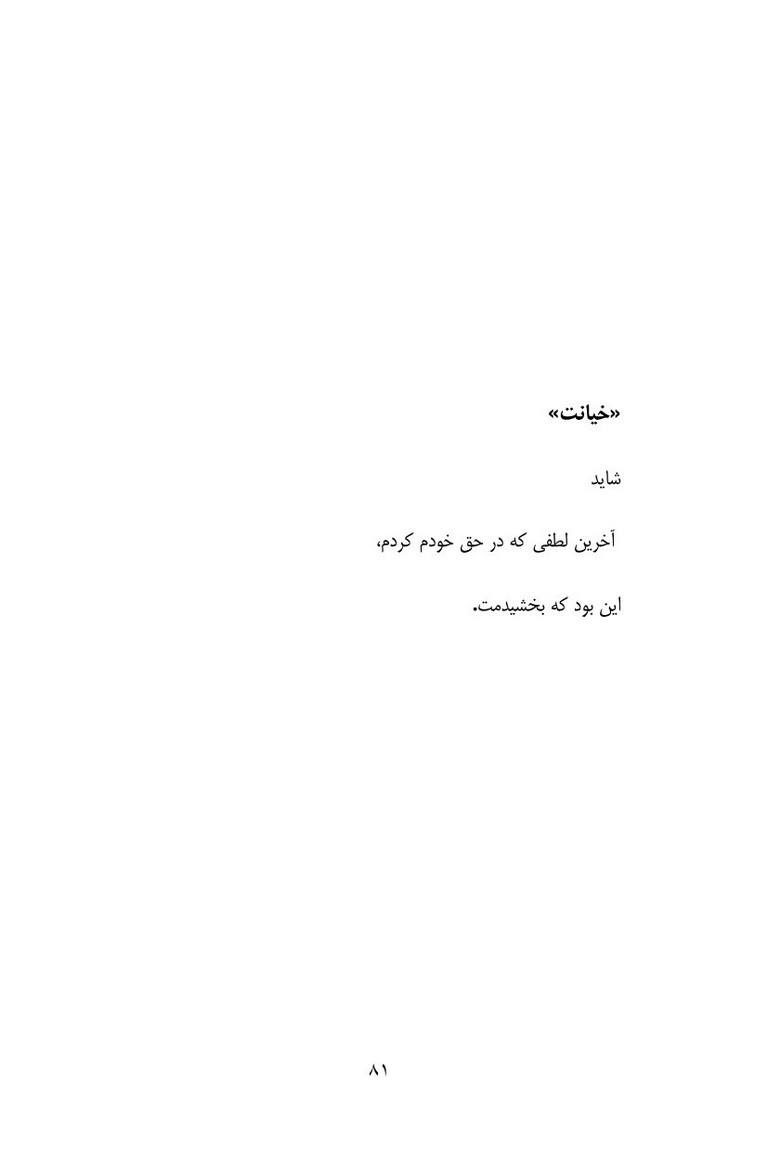 «خیانت»
شاید
آخرین لطفی که در حق خودم کردم،
این بود که بخشیدمت.
۸۱